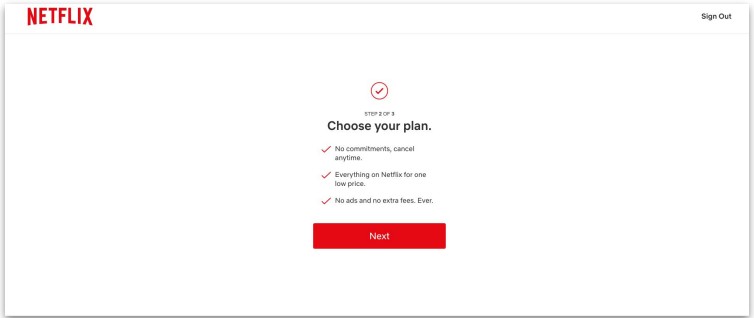 NETFLIX
Sign Out
STEP 2 OF 3
Choose your plan.
No commitments, cancel
anytime.
Everything on Netflix for one
low price.
No ads and no extra fees. Ever.
Next